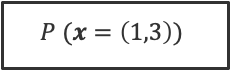 P (x = (1,3))